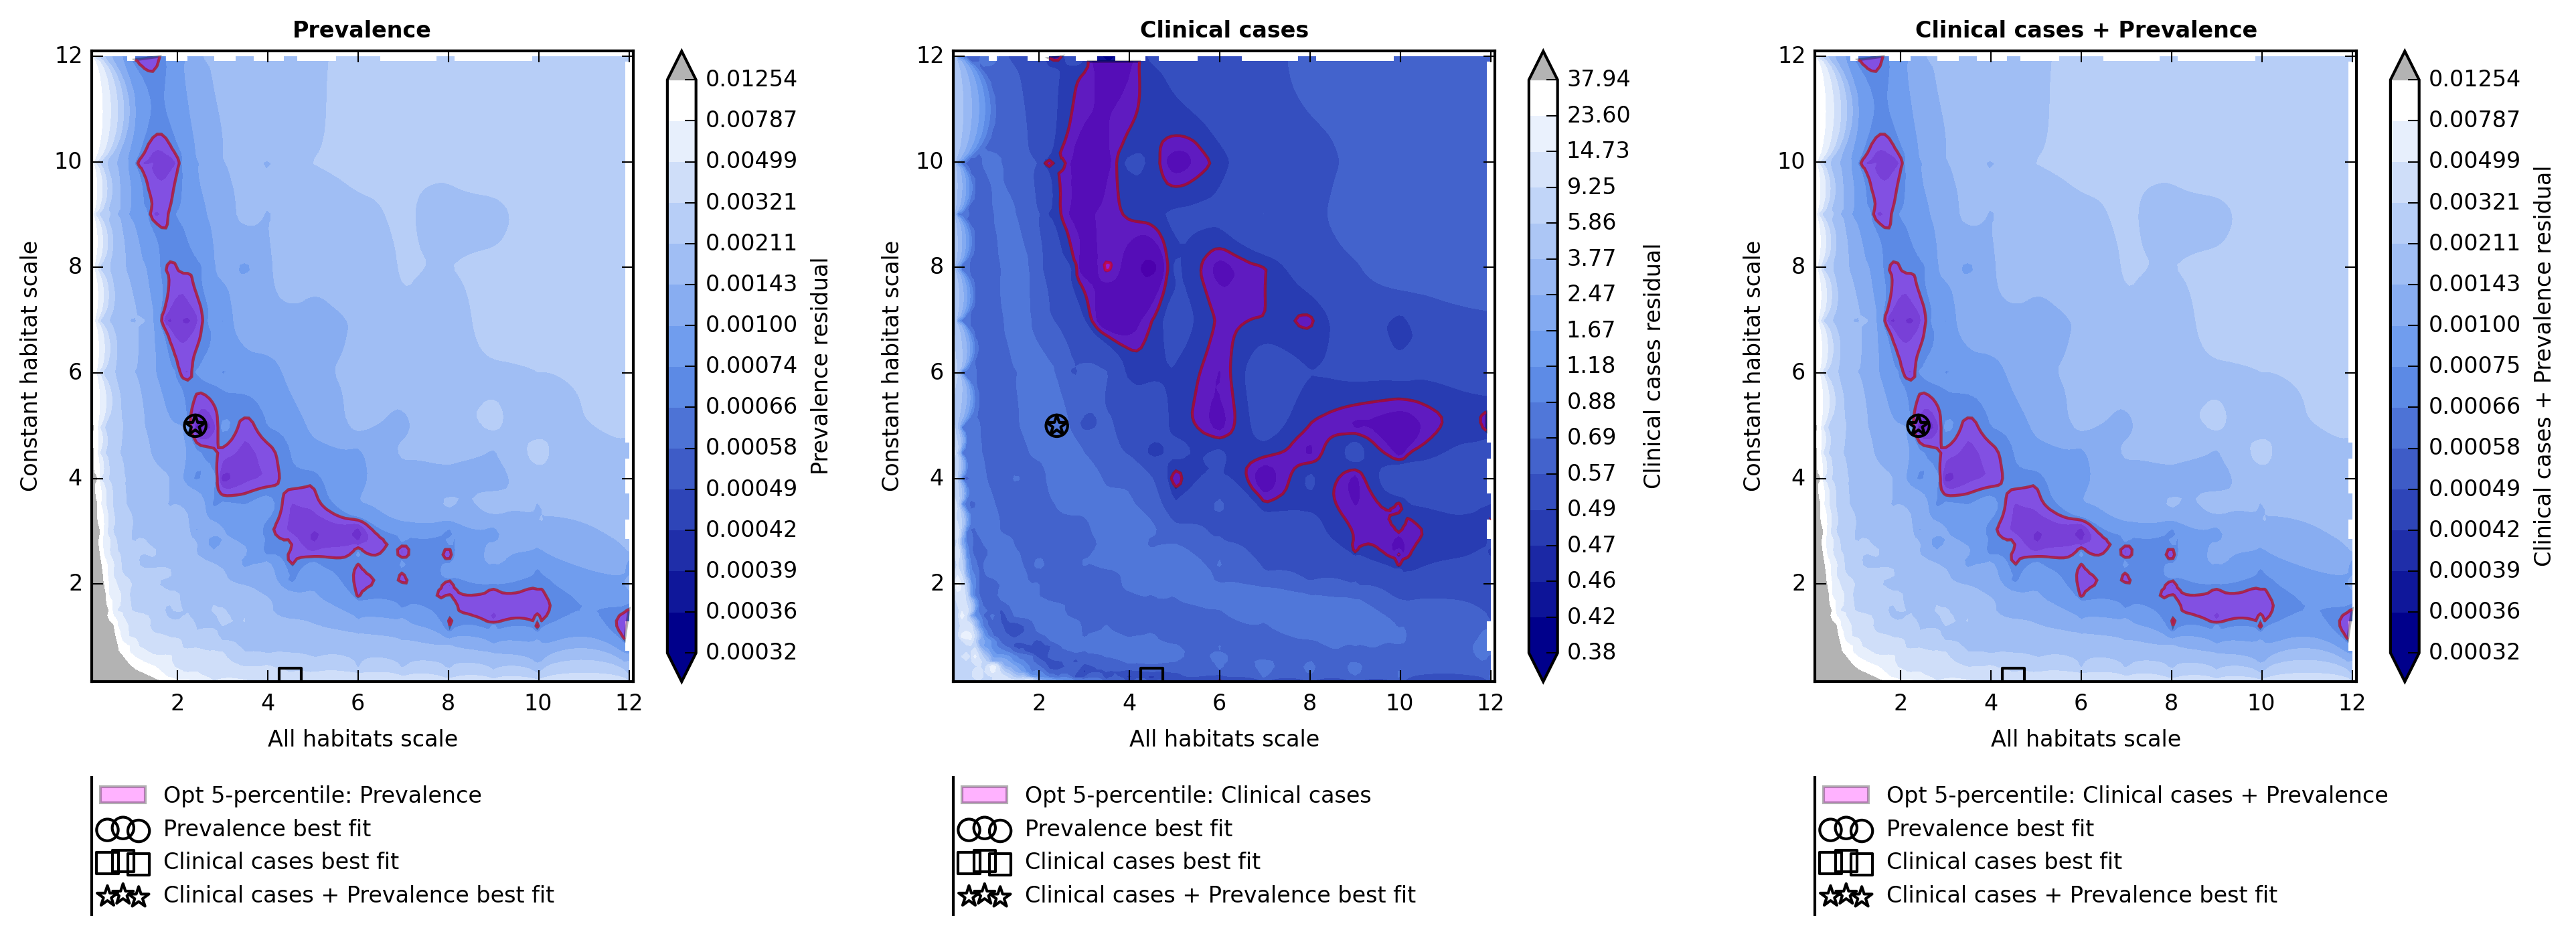 Prevalence
12
10
8
6
4
2
Constant habitat scale
2 4 6 8 10 12
All habitats scale
0.01254
0.00787
0.00499
0.00321
0.00211
0.00143
0.00100
0.00074
0.00066
0.00058
0.00049
0.00042
0.00039
0.00036
0.00032
Prevalence residual
Opt 5-percentile: Prevalence
Prevalence best fit
Clinical cases best fit
Clinical cases + Prevalence best fit
Clinical cases
12
10
8
6
4
2
Constant habitat scale
2 4 6 8 10 12
All habitats scale
37.94
23.60
14.73
9.25
5.86
3.77
2.47
1.67
1.18
0.88
0.69
0.57
0.49
0.47
0.46
0.42
0.38
Clinical cases residual
Opt 5-percentile: Clinical cases
Prevalence best fit
Clinical cases best fit
Clinical cases + Prevalence best fit
Clinical cases + Prevalence
12
10
8
6
4
2
Constant habitat scale
2 4 6 8 10 12
All habitats scale
0.01254
0.00787
0.00499
0.00321
0.00211
0.00143
0.00100
0.00075
0.00066
0.00058
0.00049
0.00042
0.00039
0.00036
0.00032
Clinical cases + Prevalence residual
Opt 5-percentile: Clinical cases + Prevalence
Prevalence best fit
Clinical cases best fit
Clinical cases + Prevalence best fit